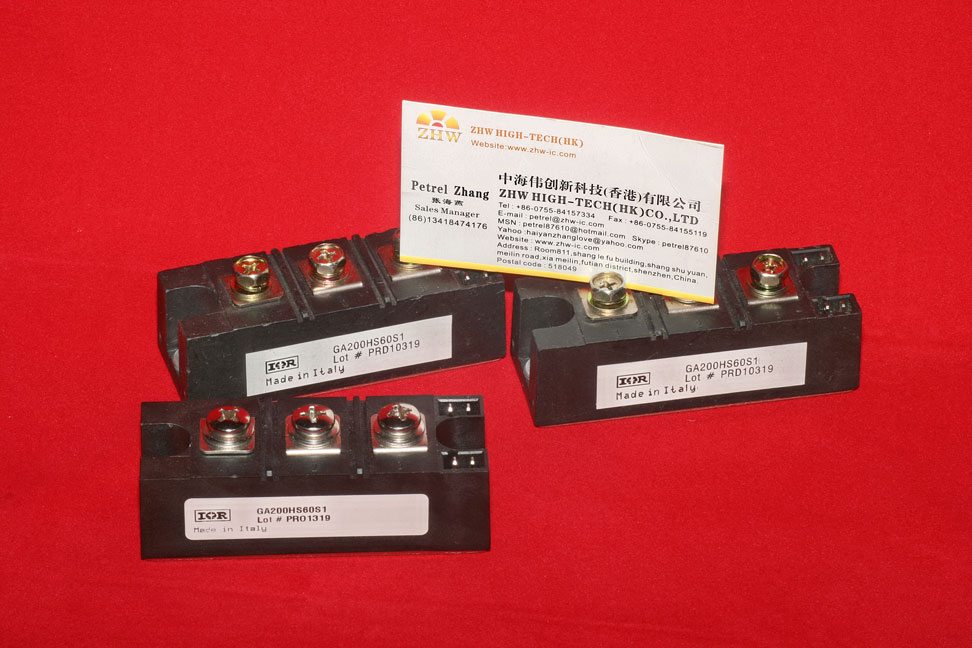 ZHW
ZHW HIGH-TECH(HK)
Website:www.zhw-ic.com
Petrel Zhang
张海燕
Sales Manager
(86)13418474176
中海伟创新科技(香港)有限公司
ZHW HIGH-TECH(HK)CO.,LTD
Tel : +86-0755-84157334 Fax : +86-0755-84155119
E-mail : petrel@zhw-ic.com
MSN : petrel87610@hotmail.com Skype : petrel87610
Yahoo :haiyanzhanglove@yahoo.com
Website : www.zhw-ic.com
Address : Room811,shang le fu building,shang shu yuan,
meilin road,xia meilin,futian district,shenzhen,China.
Postal code : 518049
IOR
GA200HS60S1
Lot # PRD10319
Made in Italy
IOR
GA200HS60S1
Lot # PRD10319
Made in Italy
IOR
GA200HS60S1
Lot # PRO1319
Made in Italy